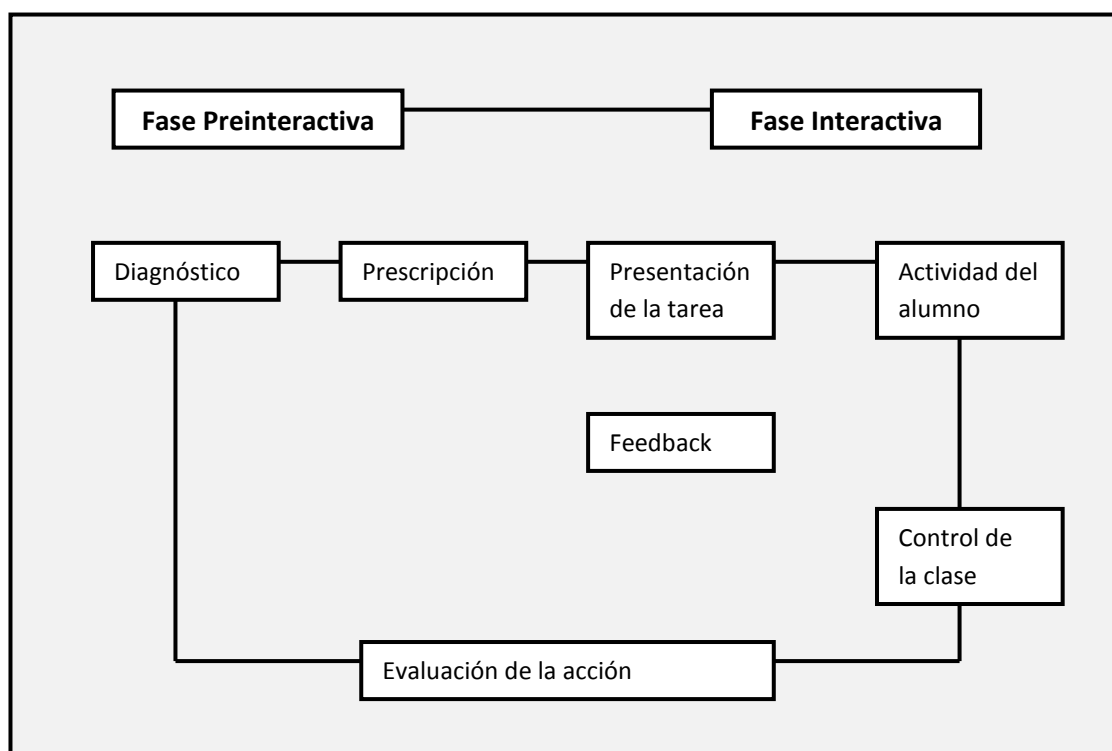 Fase Preinteractiva
Fase Interactiva
Diagnóstico
Prescripción
Presentación
de la tarea
Actividad del
alumno
Feedback
Control de
la clase
Evaluación de la acción